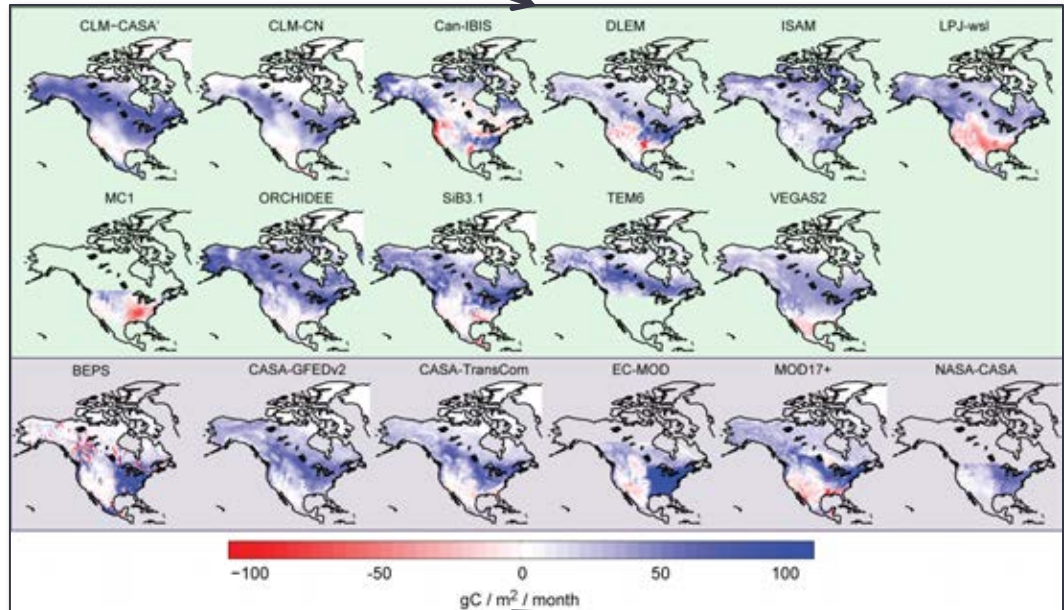 CLM-CASA' CLM-CN Can-IBIS DLEM ISAM LPJ-wsl
MC1 ORCHIDEE SiB3.1 TEM6 VEGAS2
BEPS CASA-GFEDv2 CASA-TransCom EC-MOD MOD17+ NASA-CASA
−100 -50 0 50 100
gC / m² / month